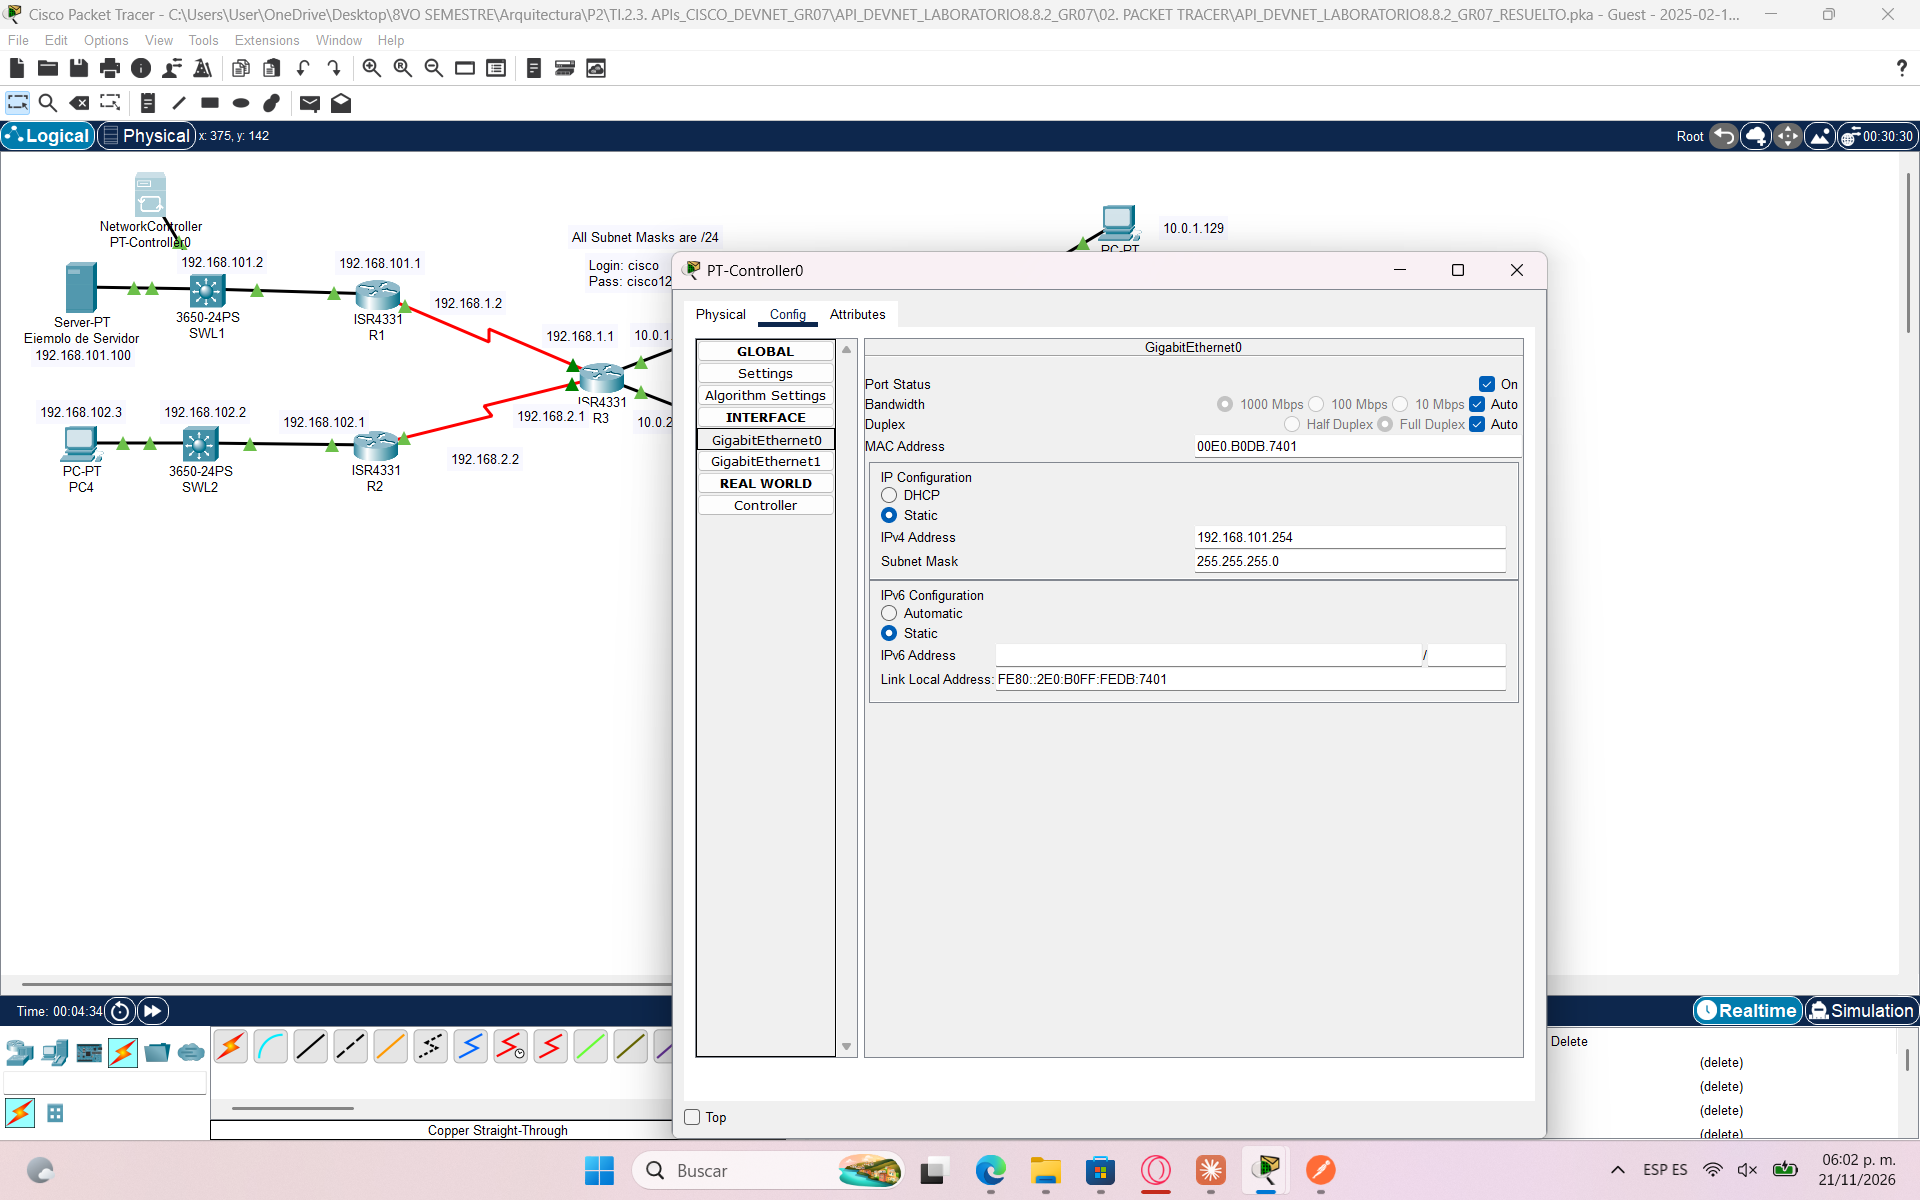 Cisco Packet Tracer - C:\Users\User\OneDrive\Desktop\8VO SEMESTRE\Arquitectura\P2\TI.2.3. APIs_CISCO_DEVNET_GR07\API_DEVNET_LABORATORIO8.8.2_GR07\02. PACKET TRACER\API_DEVNET_LABORATORIO8.8.2_GR07_RESUELTO.pka - Guest - 2025-02-1...
File Edit Options View Tools Extensions Window Help
Logical Physical x: 375, y: 142 Root 00:30:30
NetworkController
PT-Controller0
192.168.101.2
192.168.101.1
Server-PT
Ejemplo de Servidor
192.168.101.100
3650-24PS
SWL1
ISR4331
R1
192.168.1.2
All Subnet Masks are /24
Login: cisco
Pass: cisco12
192.168.1.1
10.0.1.
ISR4331
R3
192.168.2.1
10.0.2
192.168.102.3
192.168.102.2
192.168.102.1
PC-PT
PC4
3650-24PS
SWL2
ISR4331
R2
192.168.2.2
10.0.1.129
PC-PT
PT-Controller0
Physical Config Attributes
GLOBAL
Settings
Algorithm Settings
INTERFACE
GigabitEthernet0
GigabitEthernet1
REAL WORLD
Controller
GigabitEthernet0
Port Status On
Bandwidth 1000 Mbps 100 Mbps 10 Mbps Auto
Duplex Half Duplex Full Duplex Auto
MAC Address 00E0.B0DB.7401
IP Configuration
DHCP
Static
IPv4 Address 192.168.101.254
Subnet Mask 255.255.255.0
IPv6 Configuration
Automatic
Static
IPv6 Address /
Link Local Address: FE80::2E0:B0FF:FEDB:7401
Top
Time: 00:04:34
Realtime Simulation
Copper Straight-Through
Delete
(delete)
(delete)
(delete)
(delete)
Buscar
ESP ES
06:02 p. m.
21/11/2026